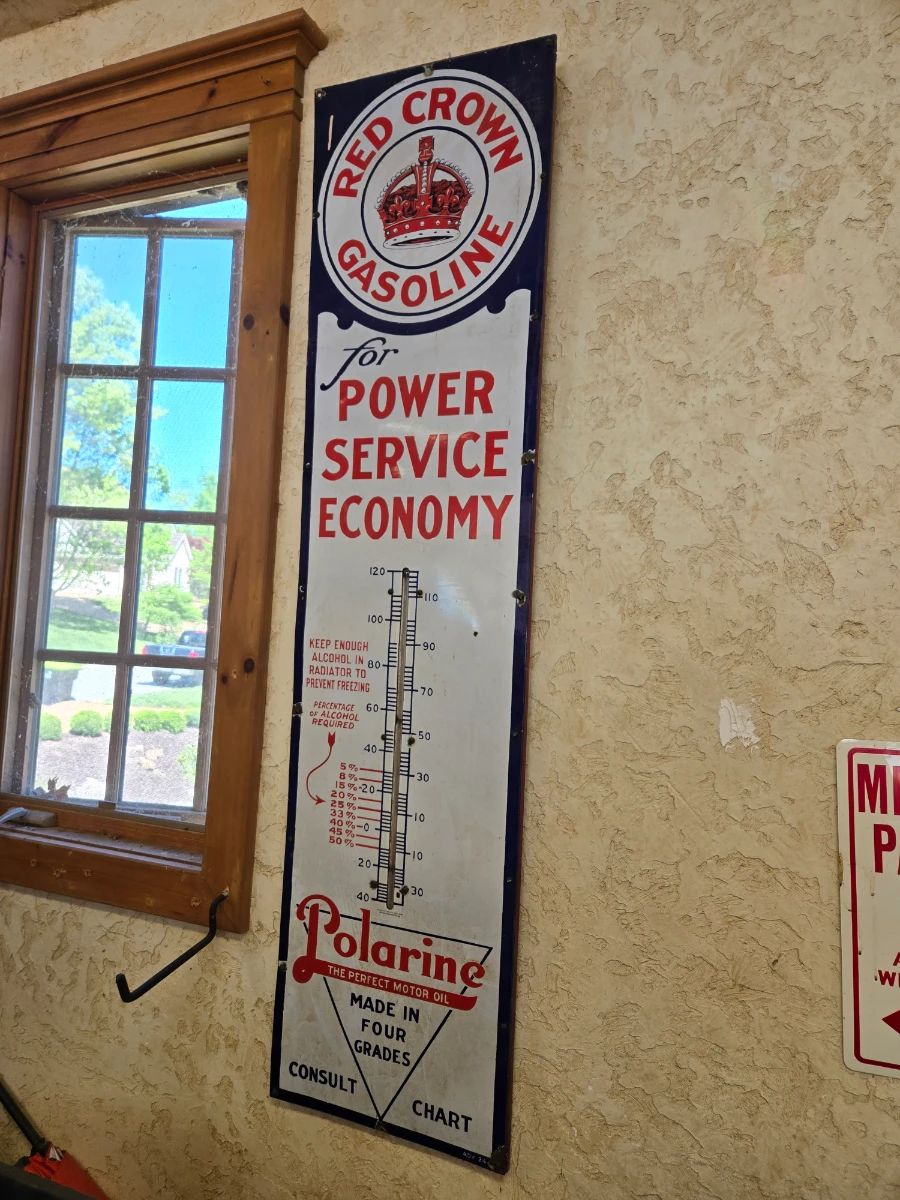 RED CROWN
GASOLINE
for
POWER
SERVICE
ECONOMY
120
110
100
90
KEEP ENOUGH
ALCOHOL IN
RADIATOR TO
PREVENT FREEZING
80
70
60
PERCENTAGE
OF ALCOHOL
REQUIRED
50
40
30
5%
8%
15%
20
20%
25%
10
33%
40%
0
45%
50%
10
20
30
40
Polarine
THE PERFECT MOTOR OIL
MADE IN
FOUR
GRADES
CONSULT
CHART